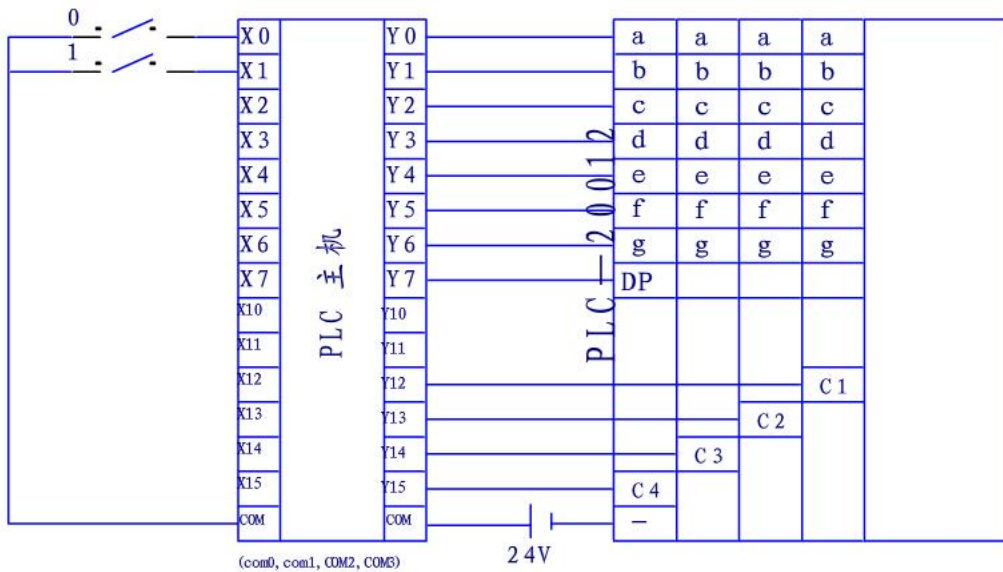 0
X0 Y0 a a a a
1
X1 Y1 b b b b
X2 Y2 c c c c
X3 Y3 d d d d
X4 Y4 e e e e
X5 Y5 f f f f
X6 Y6 g g g g
X7 Y7 DP
X10 Y10
X11 Y11
X12 Y12 C1
X13 Y13 C2
X14 Y14 C3
X15 Y15 C4
COM COM －
PLC 主机
PLC—20012
24V
(com0, com1, COM2, COM3)